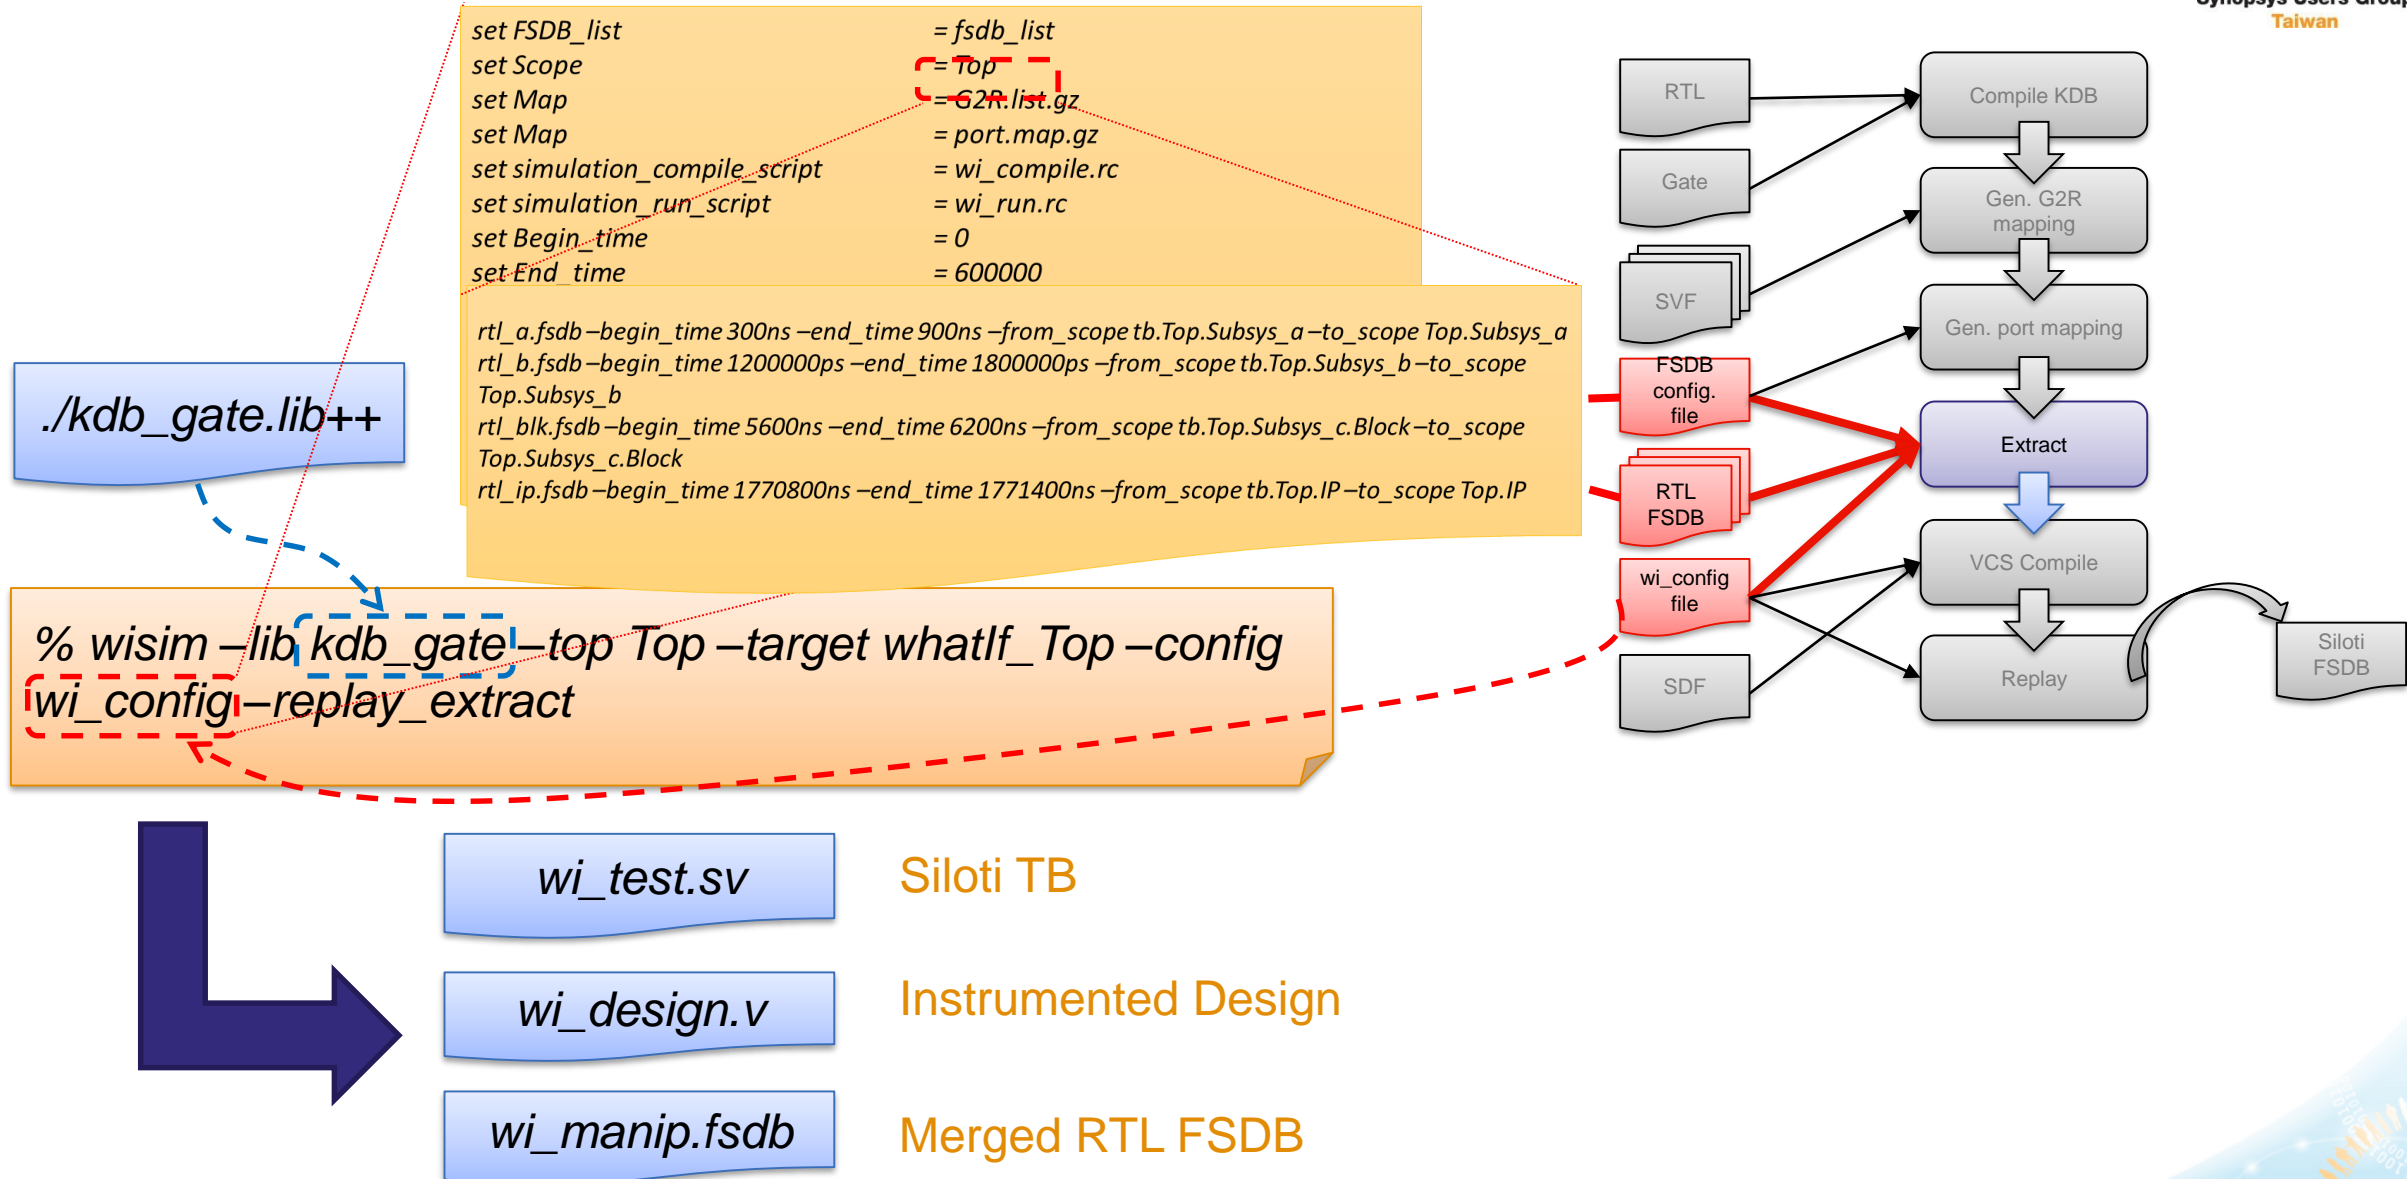 Synopsys Users Group
Taiwan
set FSDB_list = fsdb_list
set Scope = Top
set Map = G2R.list.gz
set Map = port.map.gz
set simulation_compile_script = wi_compile.rc
set simulation_run_script = wi_run.rc
set Begin_time = 0
set End_time = 600000
rtl_a.fsdb –begin_time 300ns –end_time 900ns –from_scope tb.Top.Subsys_a –to_scope Top.Subsys_a
rtl_b.fsdb –begin_time 1200000ps –end_time 1800000ps –from_scope tb.Top.Subsys_b –to_scope
Top.Subsys_b
rtl_blk.fsdb –begin_time 5600ns –end_time 6200ns –from_scope tb.Top.Subsys_c.Block –to_scope
Top.Subsys_c.Block
rtl_ip.fsdb –begin_time 1770800ns –end_time 1771400ns –from_scope tb.Top.IP –to_scope Top.IP
./kdb_gate.lib++
% wisim –lib kdb_gate –top Top –target whatIf_Top –config
wi_config –replay_extract
wi_test.sv
Siloti TB
wi_design.v
Instrumented Design
wi_manip.fsdb
Merged RTL FSDB
RTL
Gate
SVF
FSDB
config.
file
RTL
FSDB
wi_config
file
SDF
Compile KDB
Gen. G2R
mapping
Gen. port mapping
Extract
VCS Compile
Replay
Siloti
FSDB